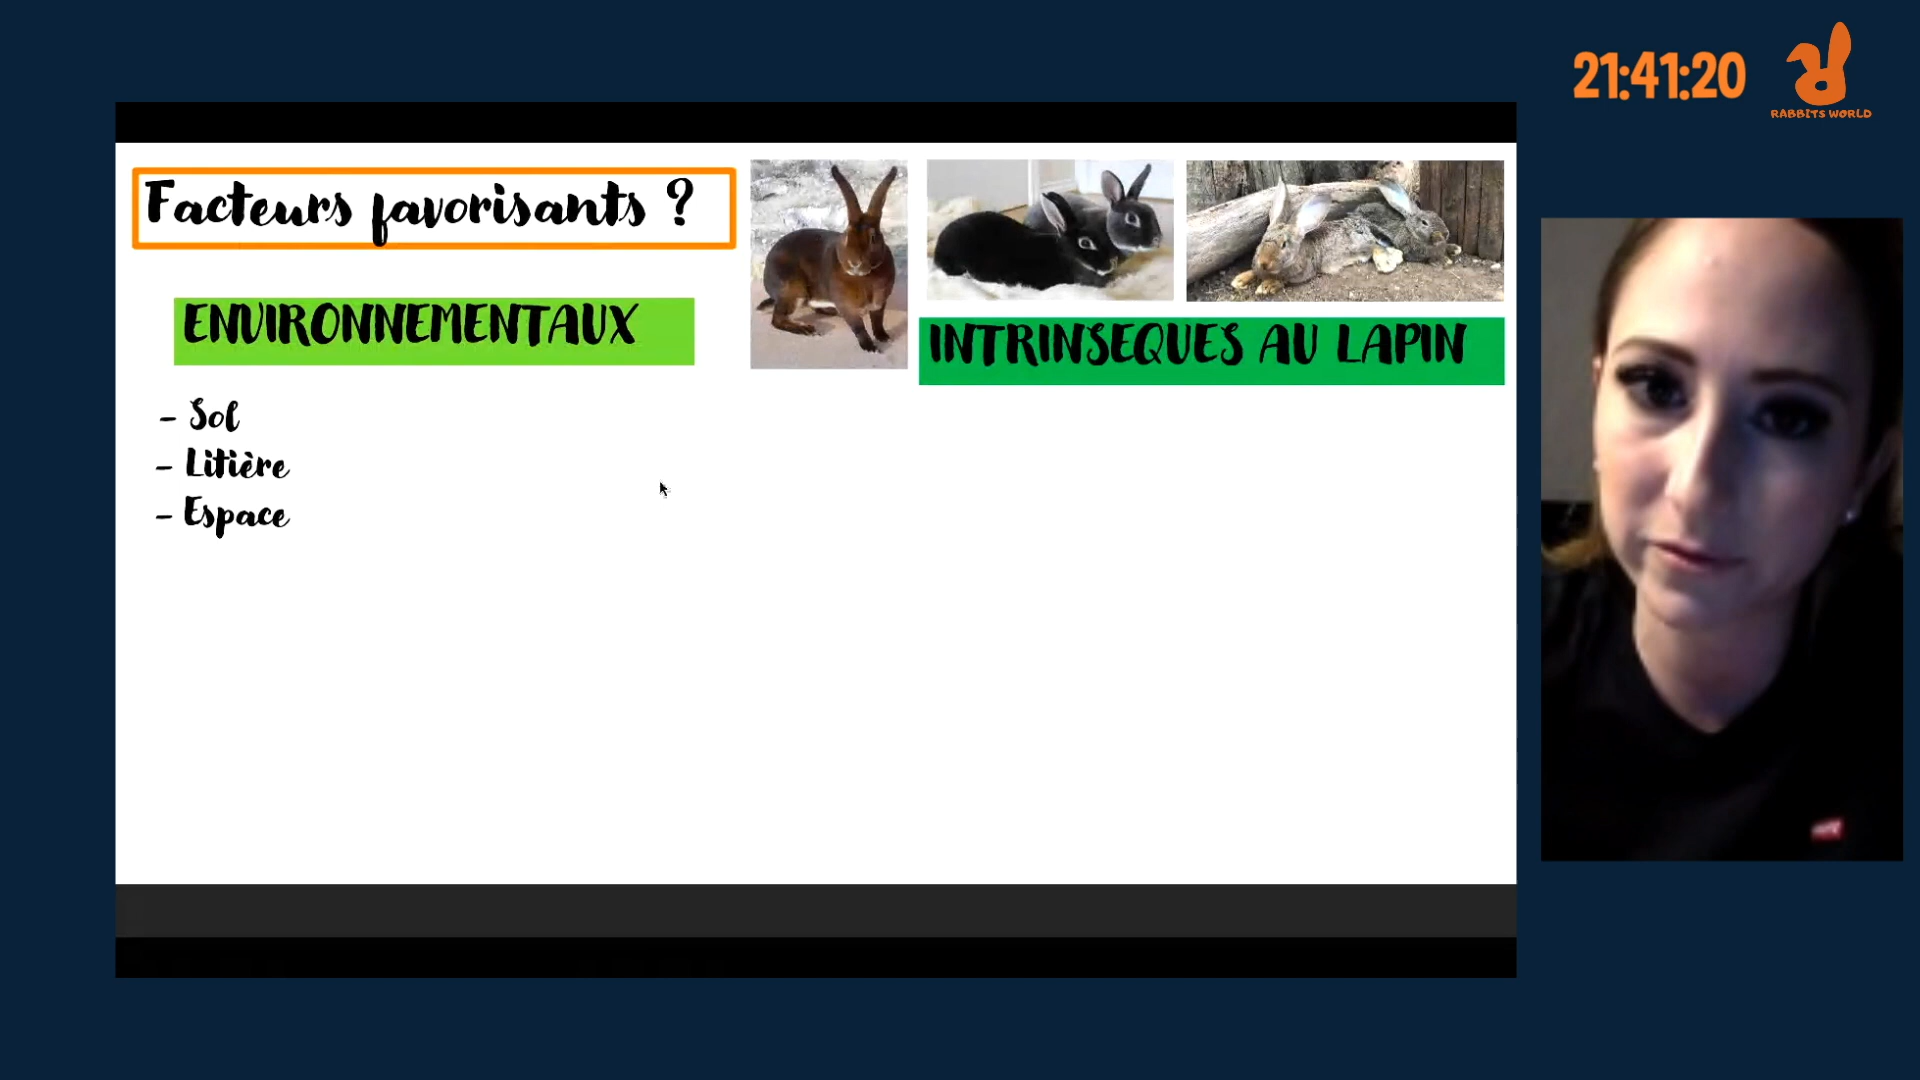 21:41:20
RABBITS WORLD
Facteurs favorisants ?
ENVIRONNEMENTAUX
INTRINSEQUES AU LAPIN
- Sol
- Litière
- Espace